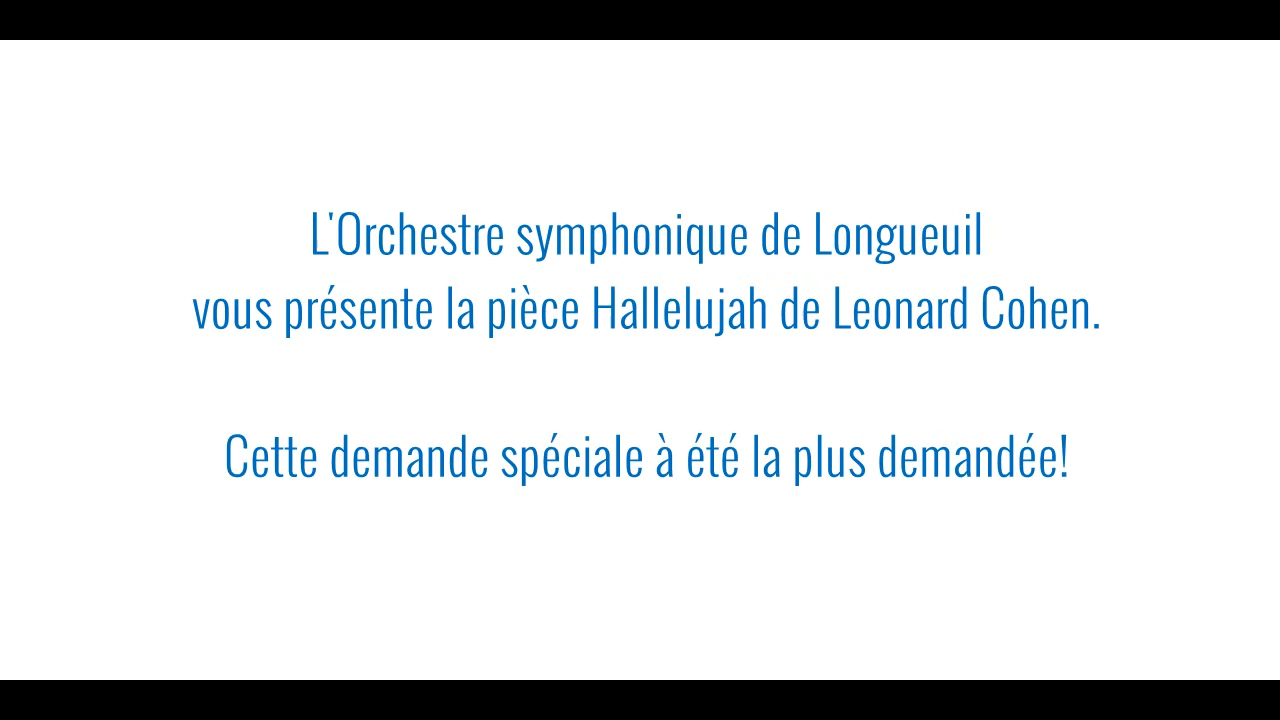 L'Orchestre symphonique de Longueuil
vous présente la pièce Hallelujah de Leonard Cohen.
Cette demande spéciale à été la plus demandée!